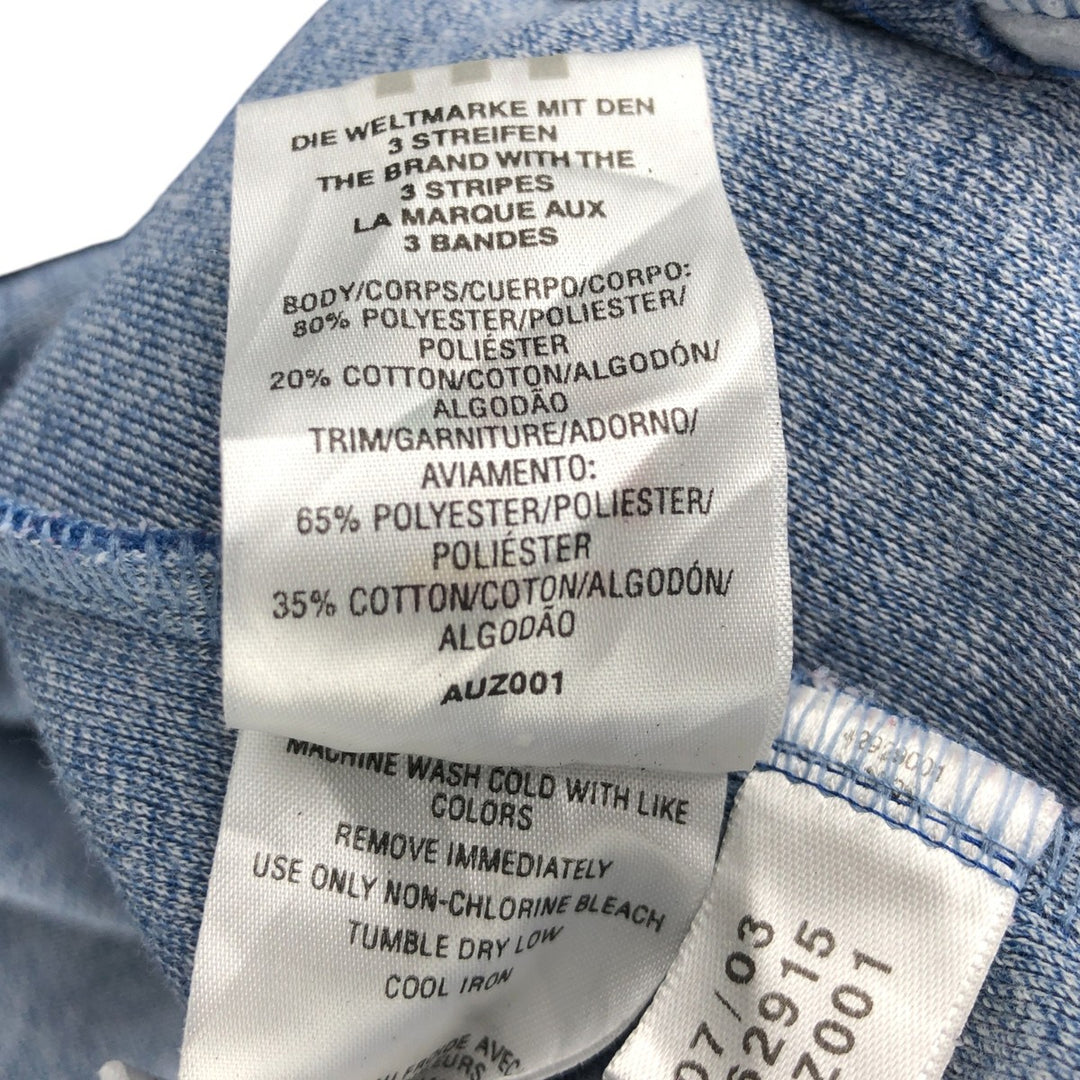 DIE WELTMARKE MIT DEN
3 STREIFEN
THE BRAND WITH THE
3 STRIPES
LA MARQUE AUX
3 BANDES
BODY/CORPS/CUERPO/CORPO:
80% POLYESTER/POLIESTER/
POLIÉSTER
20% COTTON/COTON/ALGODÓN/
ALGODÃO
TRIM/GARNITURE/ADORNO/
AVIAMENTO:
65% POLYESTER/POLIESTER/
POLIÉSTER
35% COTTON/COTON/ALGODÓN/
ALGODÃO
AUZ001
MACHINE WASH COLD WITH LIKE
COLORS
REMOVE IMMEDIATELY
USE ONLY NON-CHLORINE BLEACH
TUMBLE DRY LOW
COOL IRON
AVEC
07/03
62915
Z001